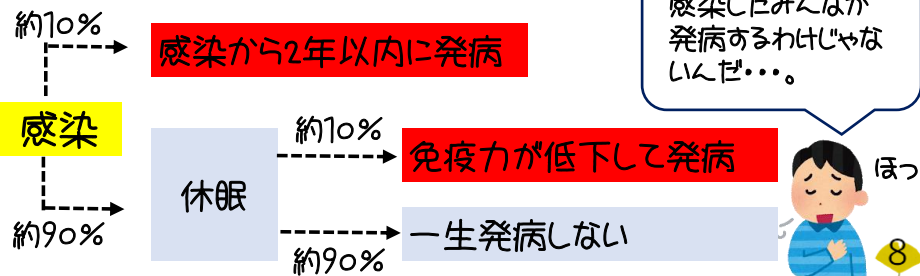 約10%
感染から2年以内に発病
感染したみんなが
発病するわけじゃな
いんだ・・・。
感染
約10%
免疫力が低下して発病
ほっ
休眠
約90%
一生発病しない
約90%
8